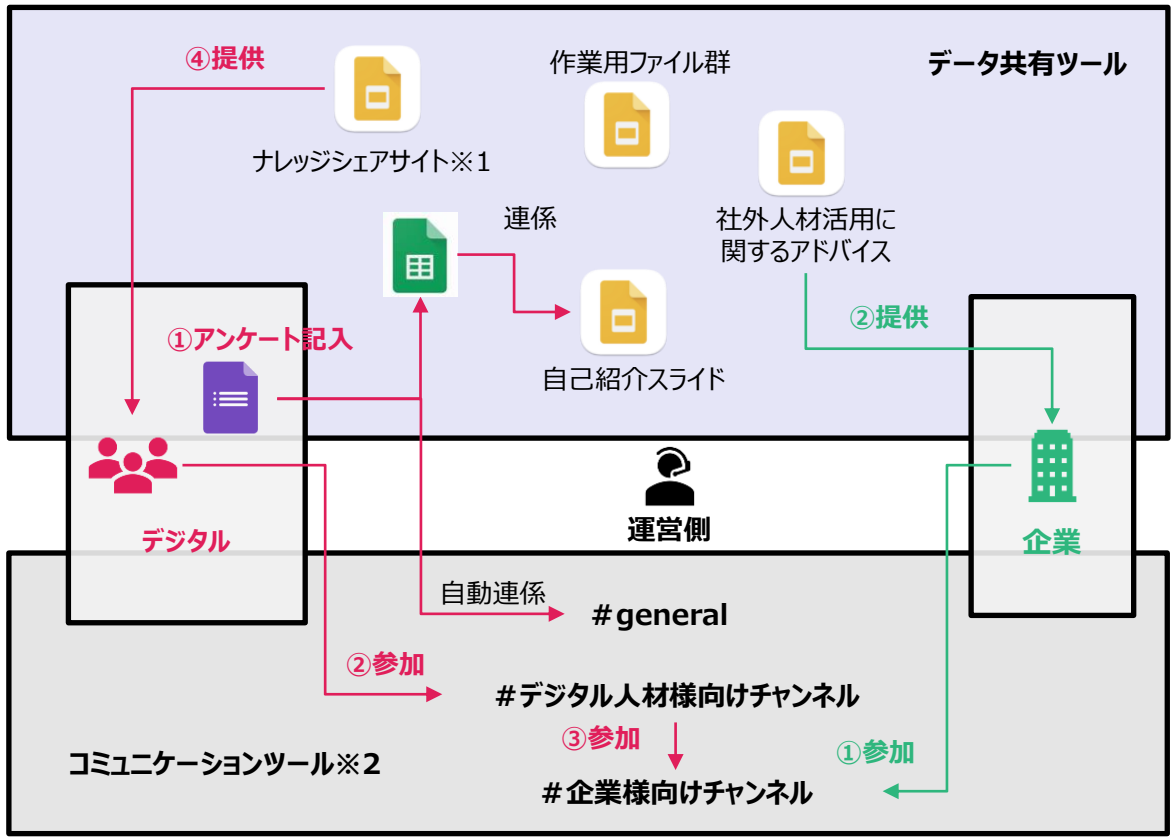 ④提供
作業用ファイル群
データ共有ツール
ナレッジシェアサイト※1
連係
社外人材活用に
関するアドバイス
②提供
①アンケート記入
自己紹介スライド
デジタル
運営側
企業
自動連係
#general
②参加
#デジタル人材様向けチャンネル
③参加
①参加
コミュニケーションツール※2
#企業様向けチャンネル